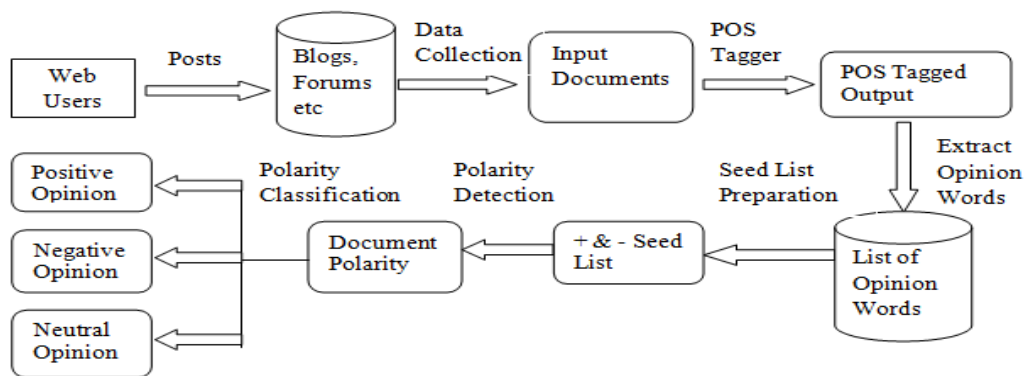 Web
Users
Posts
Blogs,
Forums
etc
Data
Collection
Input
Documents
POS
Tagger
POS Tagged
Output
Extract
Opinion
Words
List of
Opinion
Words
Seed List
Preparation
+ & - Seed
List
Polarity
Detection
Document
Polarity
Polarity
Classification
Positive
Opinion
Negative
Opinion
Neutral
Opinion